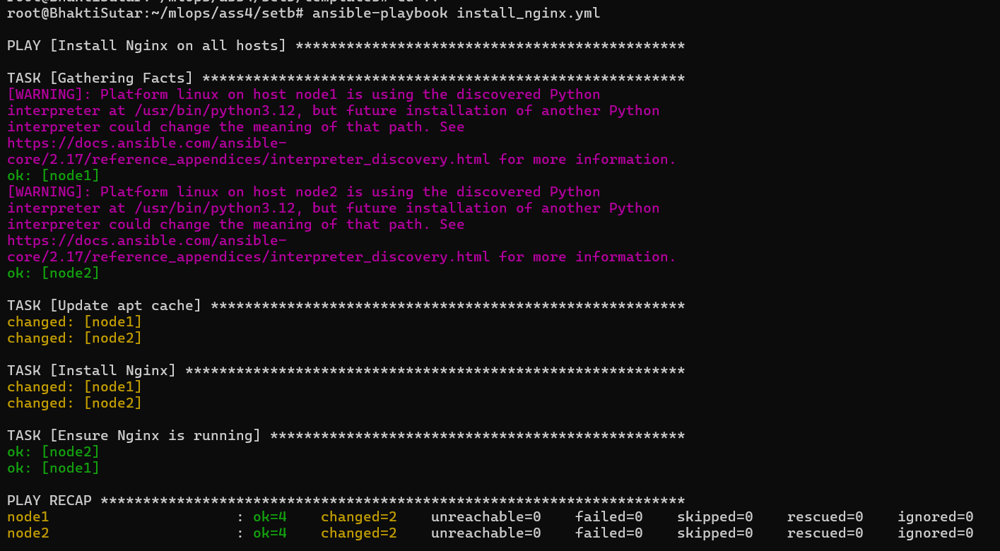 root@BhaktiSutar:~/mlops/ass4/setb# ansible-playbook install_nginx.yml
PLAY [Install Nginx on all hosts] **********************************************
TASK [Gathering Facts] *********************************************************
[WARNING]: Platform linux on host node1 is using the discovered Python
interpreter at /usr/bin/python3.12, but future installation of another Python
interpreter could change the meaning of that path. See
https://docs.ansible.com/ansible-
core/2.17/reference_appendices/interpreter_discovery.html for more information.
ok: [node1]
[WARNING]: Platform linux on host node2 is using the discovered Python
interpreter at /usr/bin/python3.12, but future installation of another Python
interpreter could change the meaning of that path. See
https://docs.ansible.com/ansible-
core/2.17/reference_appendices/interpreter_discovery.html for more information.
ok: [node2]
TASK [Update apt cache] ********************************************************
changed: [node1]
changed: [node2]
TASK [Install Nginx] ***********************************************************
changed: [node1]
changed: [node2]
TASK [Ensure Nginx is running] *************************************************
ok: [node2]
ok: [node1]
PLAY RECAP *********************************************************************
node1                      : ok=4    changed=2    unreachable=0    failed=0    skipped=0    rescued=0    ignored=0
node2                      : ok=4    changed=2    unreachable=0    failed=0    skipped=0    rescued=0    ignored=0